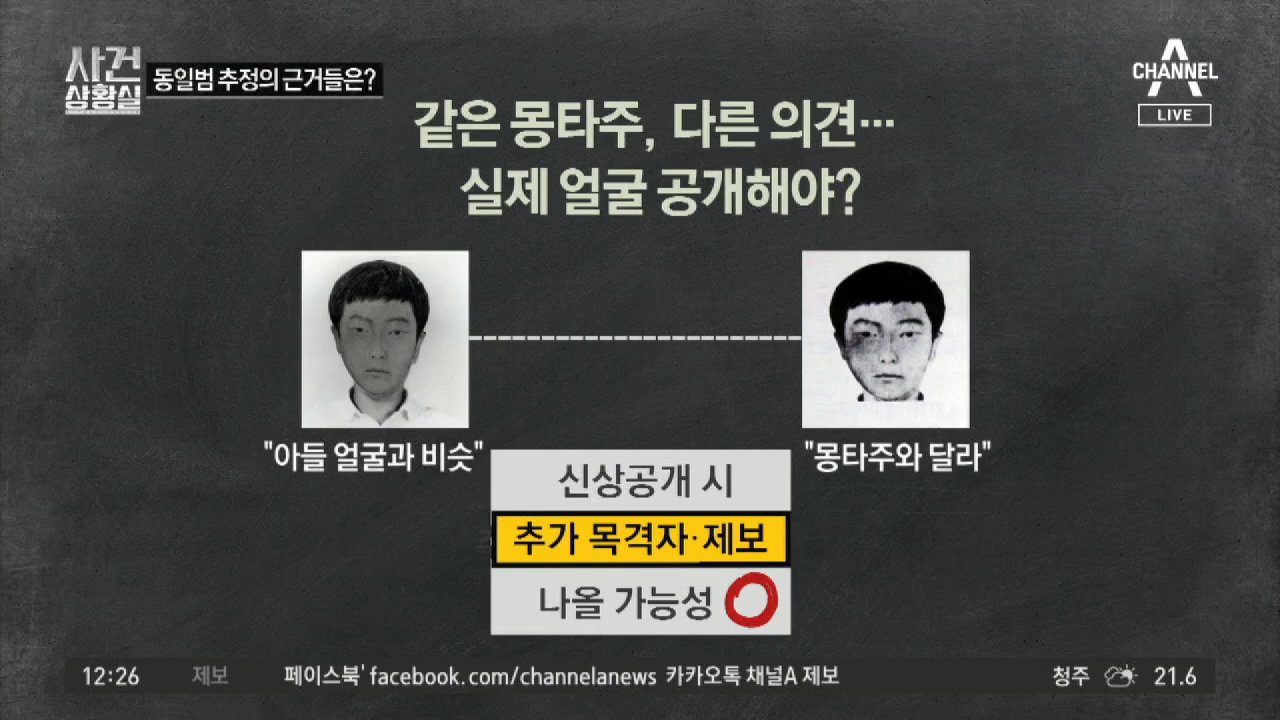 사건
상황실
동일범 추정의 근거들은?
CHANNEL
LIVE
같은 몽타주, 다른 의견…
실제 얼굴 공개해야?
"아들 얼굴과 비슷"
"몽타주와 달라"
신상공개 시
추가 목격자·제보
나올 가능성
12:26 제보 페이스북' facebook.com/channelanews 카카오톡 채널A 제보 청주 21.6